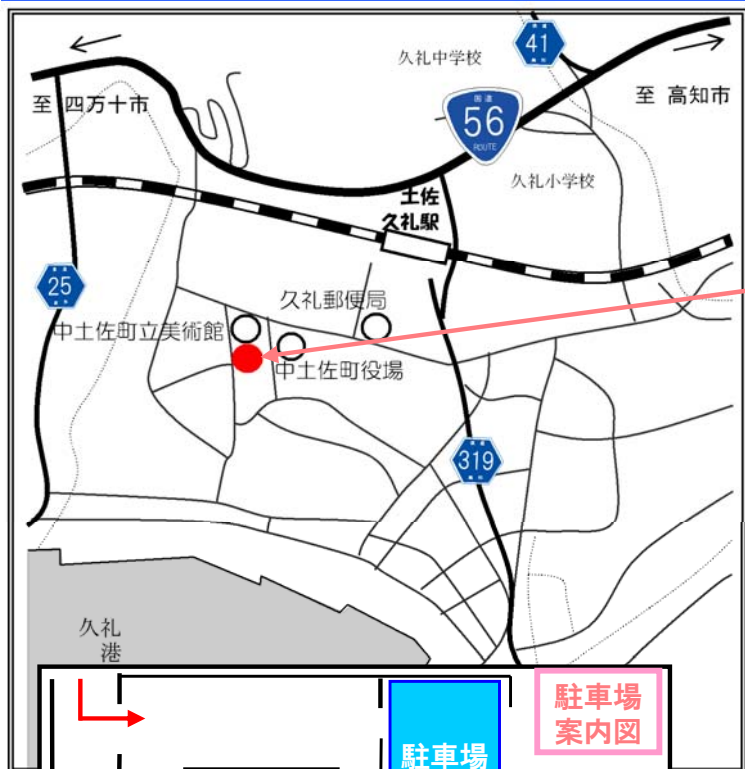 久礼中学校
41
至 四万十市
至 高知市
国道
56
ROUTE
久礼小学校
土佐
久礼駅
25
久礼郵便局
中土佐町立美術館
中土佐町役場
319
久礼
港
駐車場
案内図
駐車場